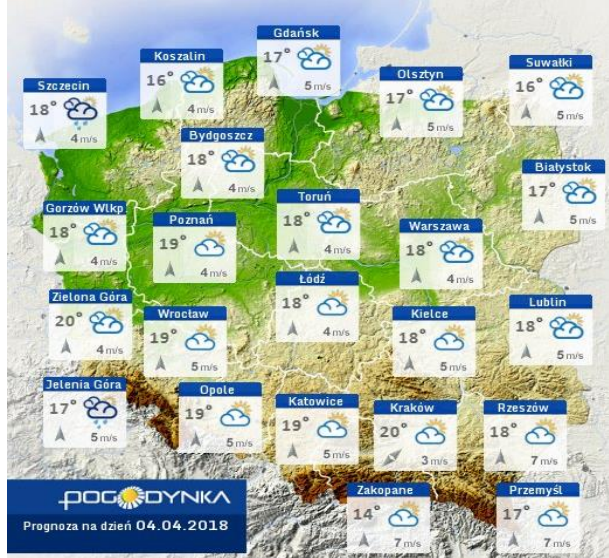 Gdańsk
17°
5 m/s
Koszalin
16°
4 m/s
Suwałki
16°
5 m/s
Olsztyn
17°
5 m/s
Szczecin
18°
4 m/s
Bydgoszcz
18°
4 m/s
Białystok
17°
5 m/s
Toruń
18°
4 m/s
Gorzów Wlkp
18°
4 m/s
Poznań
19°
4 m/s
Warszawa
18°
4 m/s
Łódź
18°
4 m/s
Zielona Góra
20°
4 m/s
Wrocław
19°
5 m/s
Kielce
18°
5 m/s
Lublin
18°
5 m/s
Jelenia Góra
17°
5 m/s
Opole
19°
5 m/s
Katowice
19°
5 m/s
Kraków
20°
3 m/s
Rzeszów
18°
7 m/s
Zakopane
14°
7 m/s
Przemyśl
17°
7 m/s
POGODYNKA
Prognoza na dzień 04.04.2018